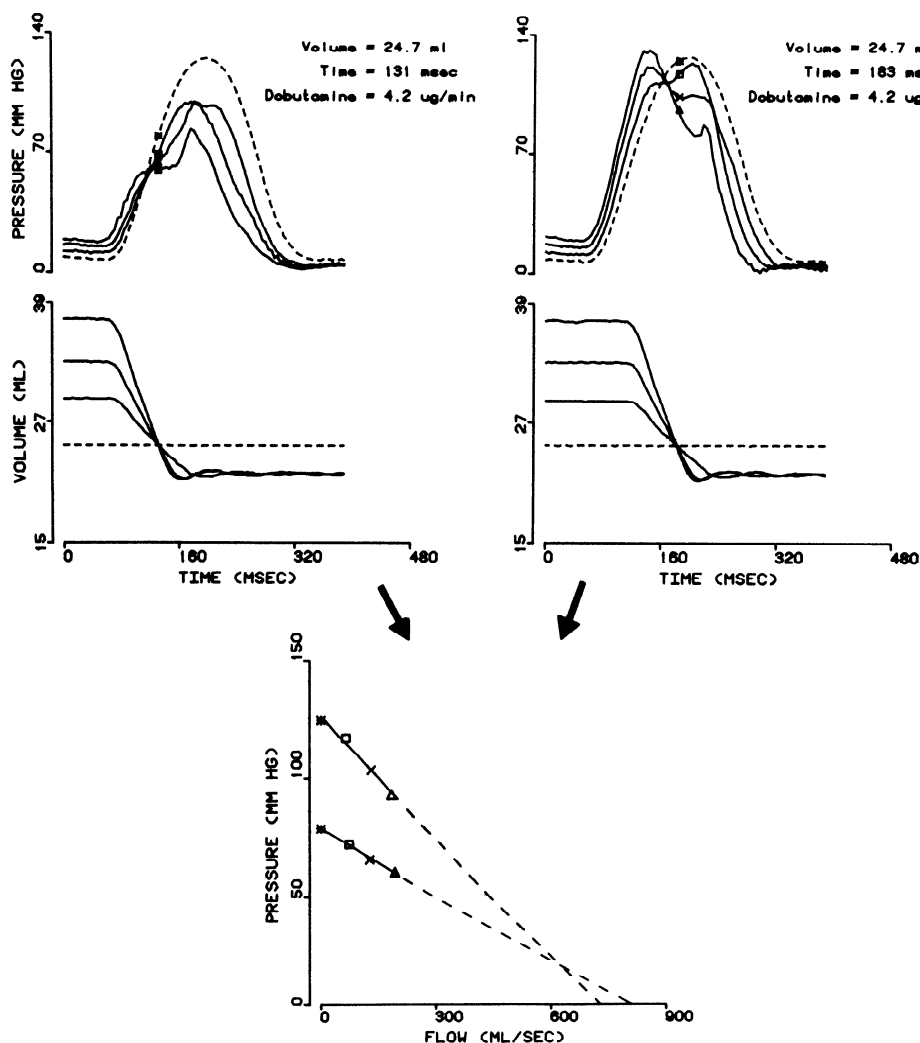 140
70
0
PRESSURE (MM HG)
Volume = 24.7 ml
Time = 131 msec
Dobutamine = 4.2 ug/min
39
27
15
VOLUME (ML)
0 160 320 480
TIME (MSEC)
140
70
0
Volume = 24.7 m
Time = 183 ms
Dobutamine = 4.2 ug
39
27
15
0 160 320 480
TIME (MSEC)
150
100
50
0
PRESSURE (MM HG)
0 300 600 900
FLOW (ML/SEC)